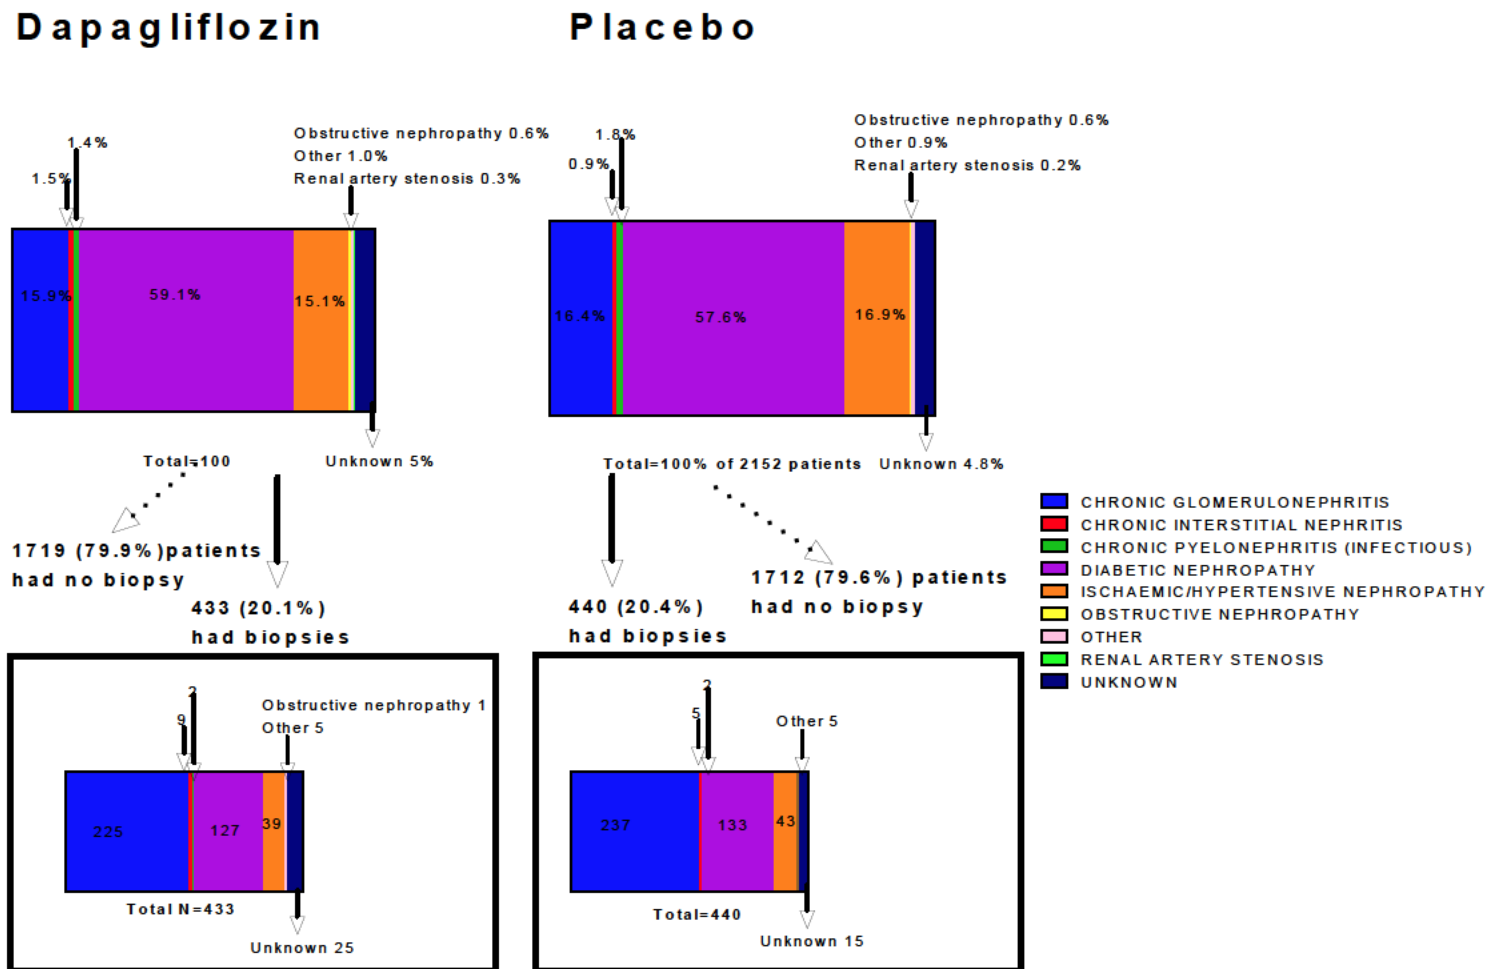 Dapagliflozin
1.4%
1.5%
Obstructive nephropathy 0.6%
Other 1.0%
Renal artery stenosis 0.3%
15.9%
59.1%
15.1%
Total=100
Unknown 5%
1719 (79.9%)patients
had no biopsy
433 (20.1%)
had biopsies
2
9
Obstructive nephropathy 1
Other 5
225
127
39
Total N=433
Unknown 25
Placebo
1.8%
0.9%
Obstructive nephropathy 0.6%
Other 0.9%
Renal artery stenosis 0.2%
16.4%
57.6%
16.9%
Total=100% of 2152 patients
Unknown 4.8%
440 (20.4%)
had biopsies
1712 (79.6%) patients
had no biopsy
2
5
Other 5
237
133
43
Total=440
Unknown 15
CHRONIC GLOMERULONEPHRITIS
CHRONIC INTERSTITIAL NEPHRITIS
CHRONIC PYELONEPHRITIS (INFECTIOUS)
DIABETIC NEPHROPATHY
ISCHAEMIC/HYPERTENSIVE NEPHROPATHY
OBSTRUCTIVE NEPHROPATHY
OTHER
RENAL ARTERY STENOSIS
UNKNOWN